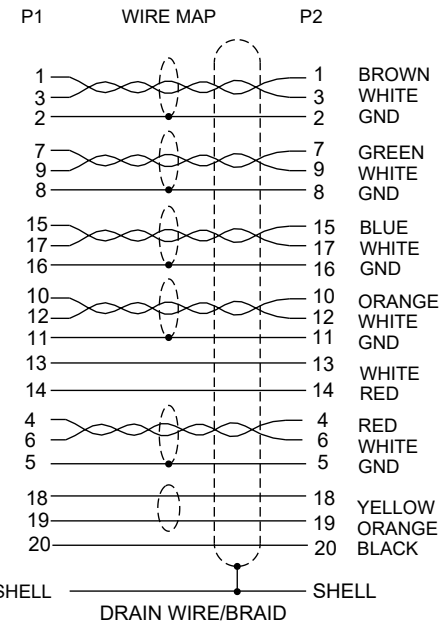 P1 WIRE MAP P2
1 1 BROWN
3 3 WHITE
2 2 GND
7 7 GREEN
9 9 WHITE
8 8 GND
15 15 BLUE
17 17 WHITE
16 16 GND
10 10 ORANGE
12 12 WHITE
11 11 GND
13 13 WHITE
14 14 RED
4 4 RED
6 6 WHITE
5 5 GND
18 18 YELLOW
19 19 ORANGE
20 20 BLACK
SHELL SHELL
DRAIN WIRE/BRAID